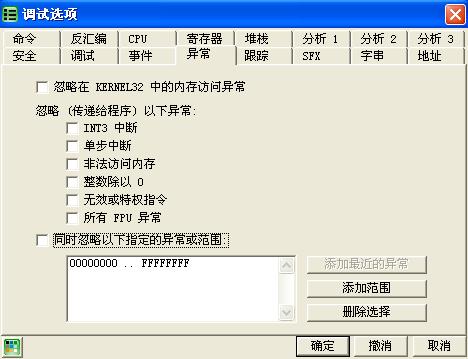 调试选项
命令 反汇编 CPU 寄存器 堆栈 分析 1 分析 2 分析 3
安全 调试 事件 异常 跟踪 SFX 字串 地址
忽略在 KERNEL32 中的内存访问异常
忽略 (传递给程序) 以下异常:
INT3 中断
单步中断
非法访问内存
整数除以 0
无效或特权指令
所有 FPU 异常
同时忽略以下指定的异常或范围:
00000000 .. FFFFFFFF
添加最近的异常
添加范围
删除选择
确定 撤消 取消